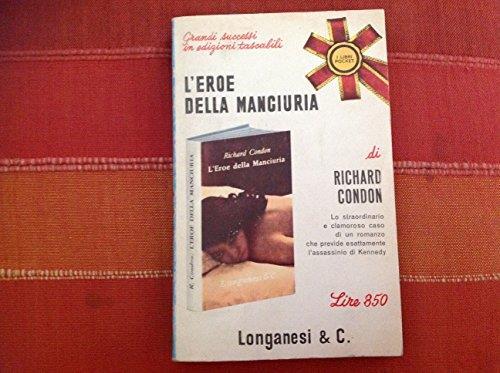 Grandi successi
in edizioni tascabili
I LIBRI
POCKET
L'EROE
DELLA MANCIURIA
di
RICHARD
CONDON
Lo straordinario
e clamoroso caso
di un romanzo
che previde esattamente
l'assassinio di Kennedy
Richard Condon
L'Eroe della Manciuria
R. Condon: L'EROE DELLA MANCIURIA
Longanesi & C.
Lire 850
Longanesi & C.